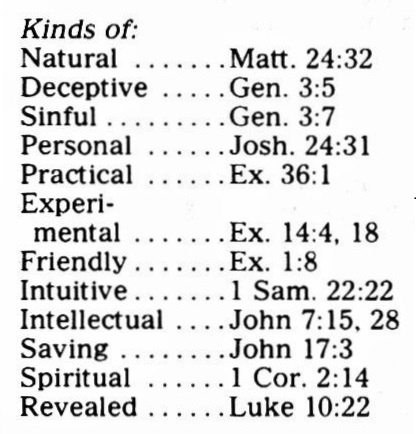 Kinds of:
Natural .......Matt. 24:32
Deceptive .....Gen. 3:5
Sinful..........Gen. 3:7
Personal ......Josh. 24:31
Practical ......Ex. 36:1
Experi-
mental .......Ex. 14:4, 18
Friendly.......Ex. 1:8
Intuitive.......1 Sam. 22:22
Intellectual ....John 7:15, 28
Saving ........John 17:3
Spiritual ......1 Cor. 2:14
Revealed ......Luke 10:22